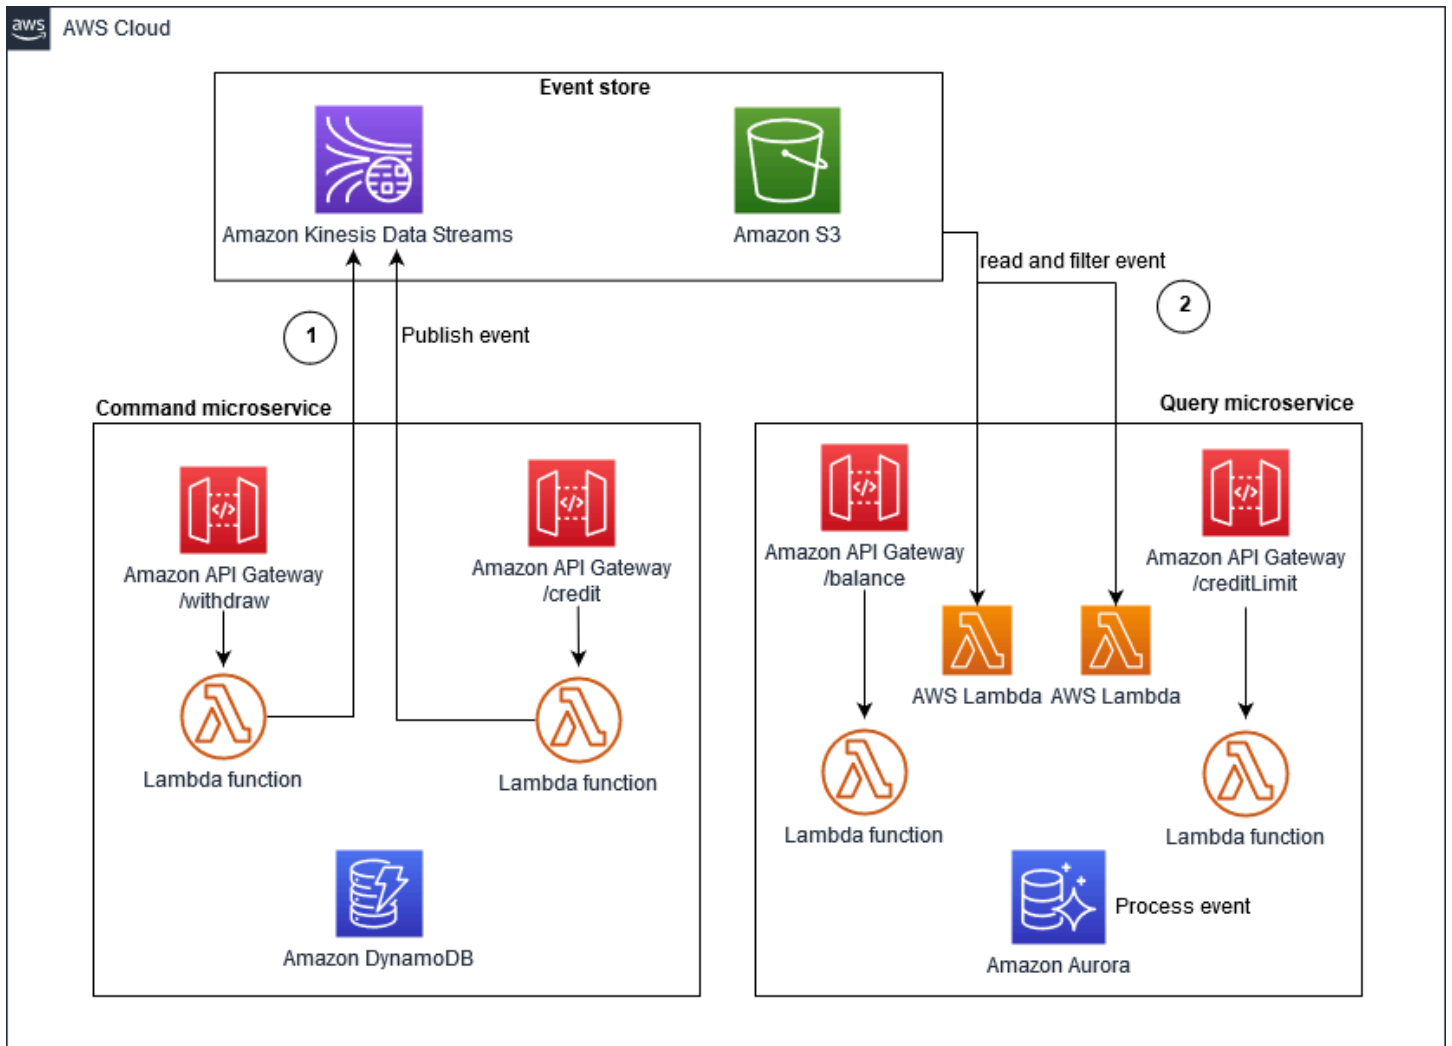 aws
AWS Cloud
Event store
Amazon Kinesis Data Streams
Amazon S3
read and filter event
2
1
Publish event
Command microservice
Query microservice
Amazon API Gateway
/withdraw
Amazon API Gateway
/credit
Amazon API Gateway
/balance
Amazon API Gateway
/creditLimit
AWS Lambda
AWS Lambda
Lambda function
Lambda function
Lambda function
Lambda function
Amazon DynamoDB
Process event
Amazon Aurora